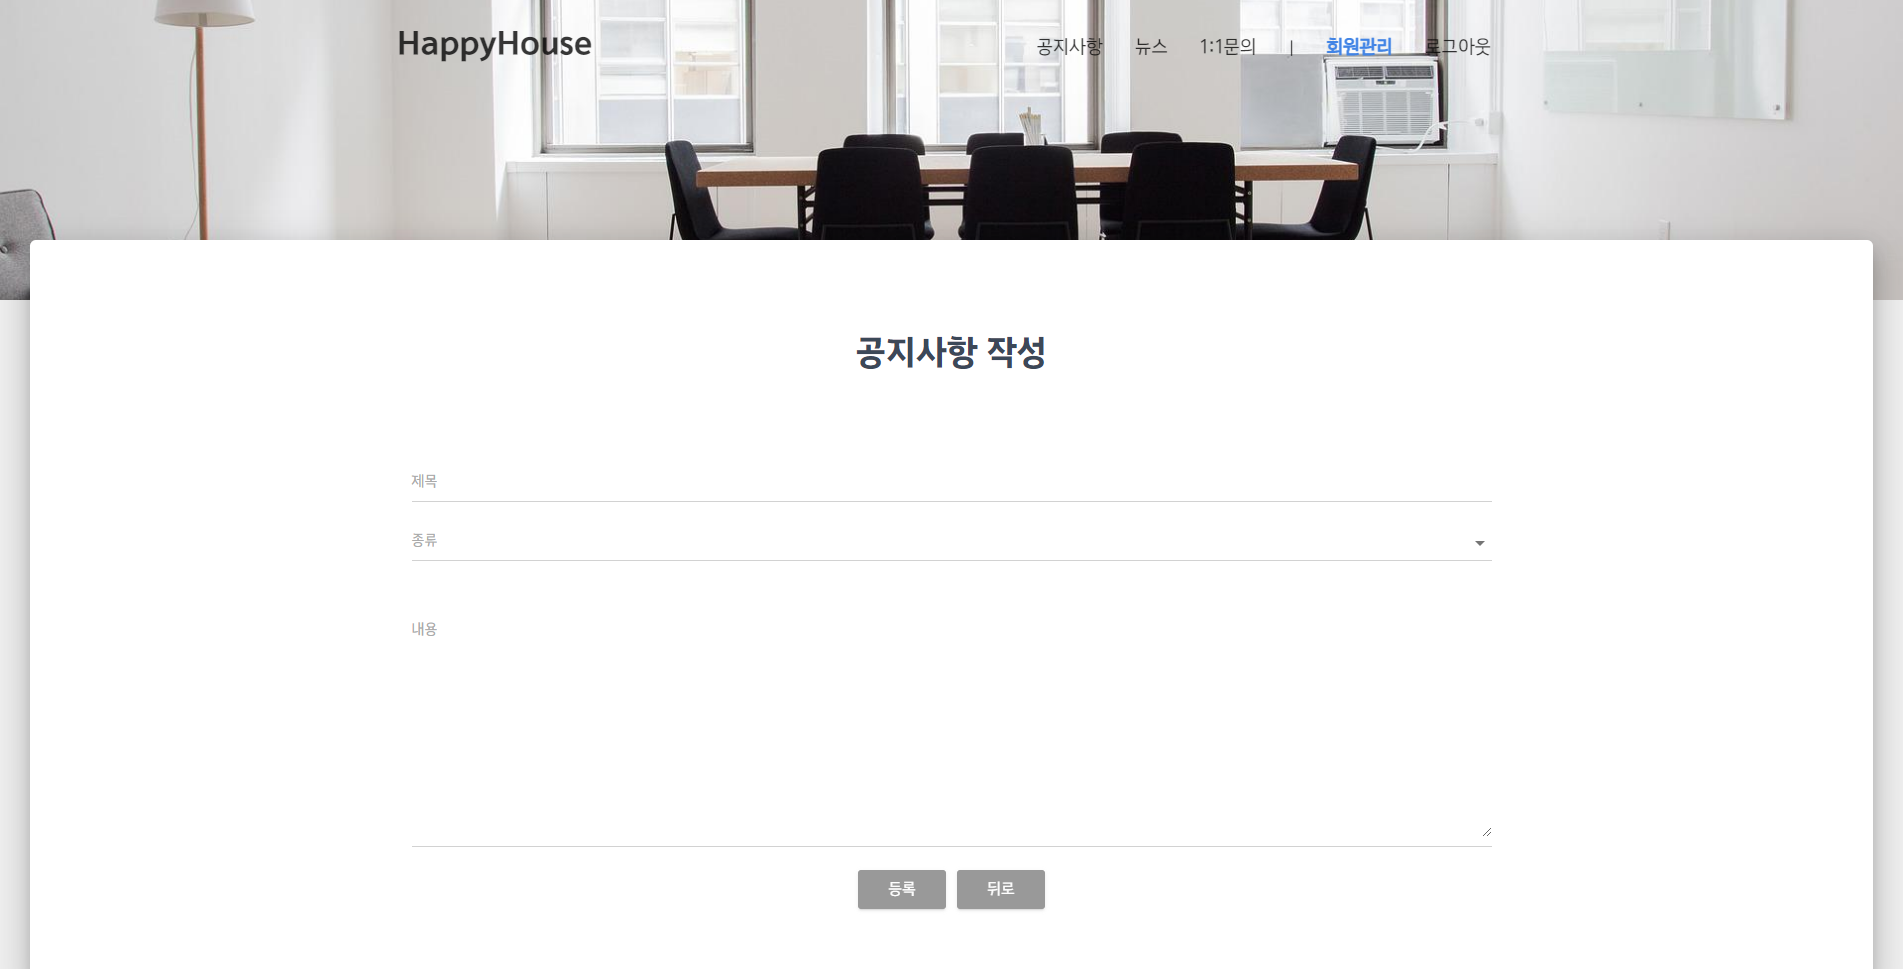 HappyHouse
공지사항 뉴스 1:1문의 | 회원관리 로그아웃
공지사항 작성
제목
종류
내용
등록 뒤로